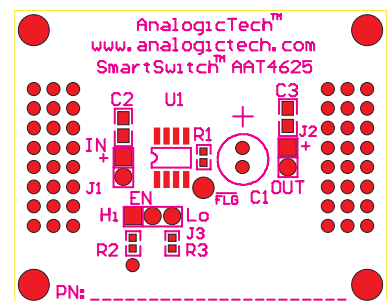 AnalogicTech™
www.analogictech.com
SmartSwitch™ AAT4625
C2 U1 C3
R1 J2
IN + +
J1 FLG C1 OUT
EN
Hi Lo
J3
R2 R3
PN:____________________